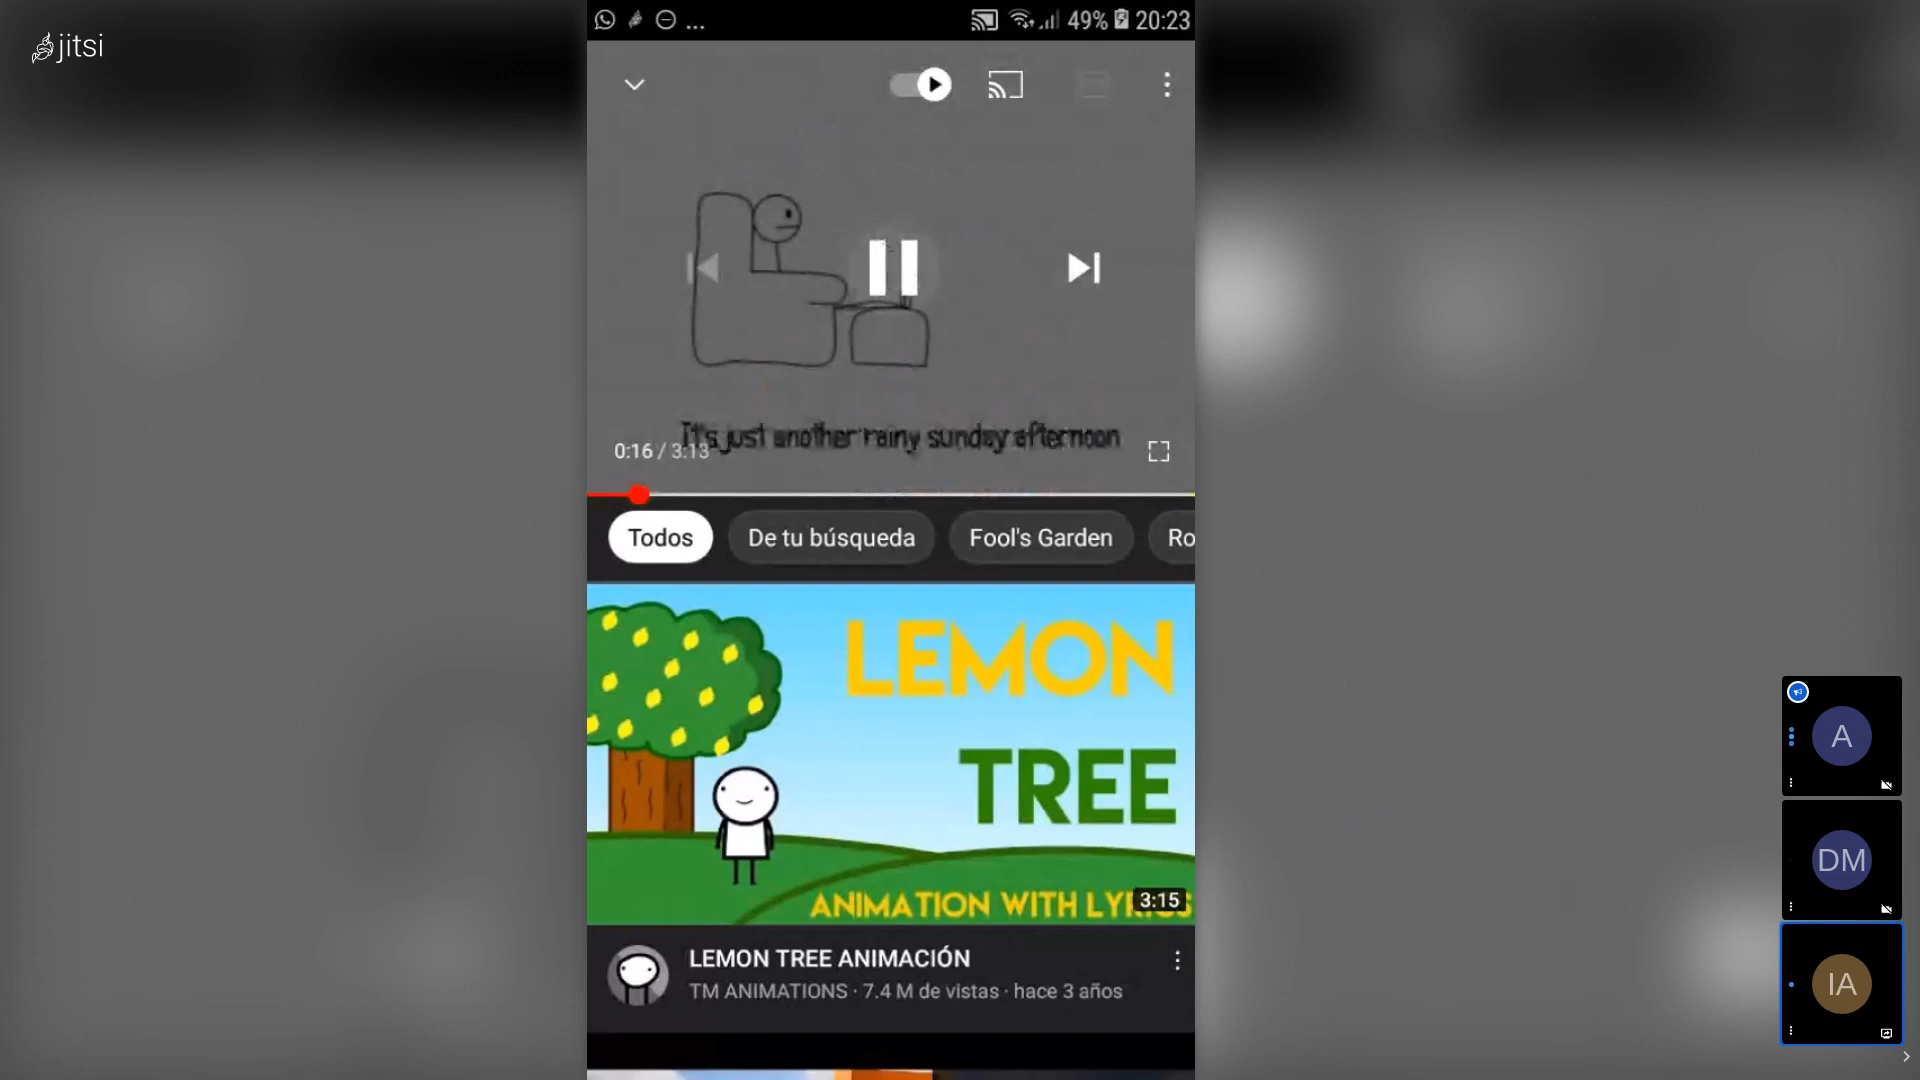 jitsi
... 49% 20:23
It's just another rainy sunday afternoon
0:16 / 3:13
Todos De tu búsqueda Fool's Garden Ro
LEMON
TREE
ANIMATION WITH LYRICS
3:15
LEMON TREE ANIMACIÓN
TM ANIMATIONS · 7.4 M de vistas · hace 3 años
A
DM
IA